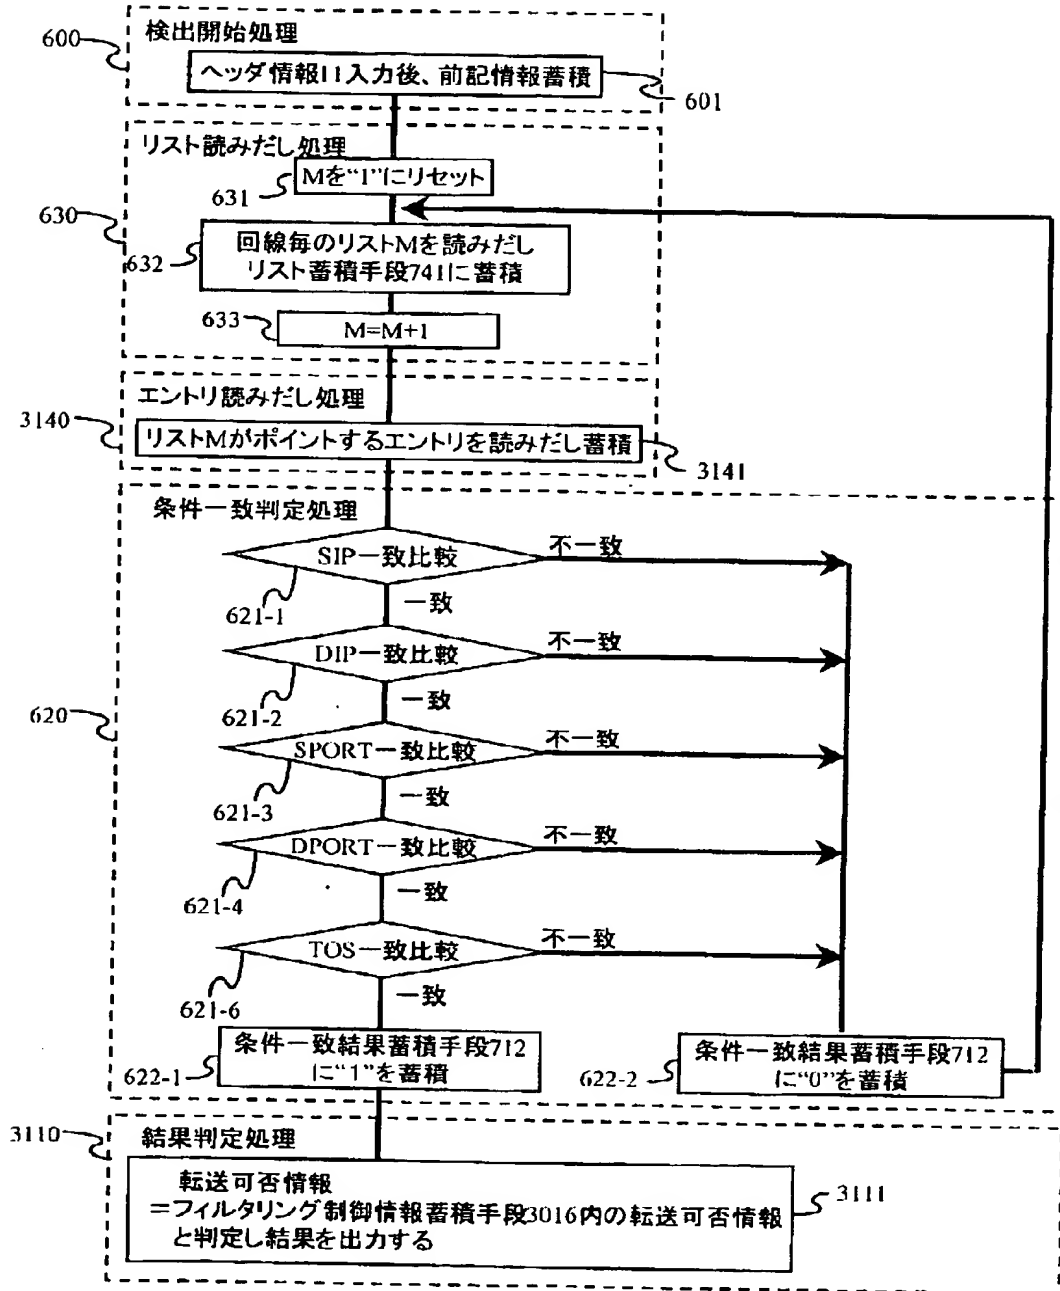 検出開始処理
600
ヘッダ情報11入力後、前記情報蓄積
601
リスト読みだし処理
Mを“1”にリセット
631
630
回線毎のリストMを読みだし
リスト蓄積手段741に蓄積
632
633
M=M+1
エントリ読みだし処理
3140
リストMがポイントするエントリを読みだし蓄積
3141
条件一致判定処理
SIP一致比較
不一致
621-1
一致
DIP一致比較
不一致
621-2
一致
620
SPORT一致比較
不一致
621-3
一致
DPORT一致比較
不一致
621-4
一致
TOS一致比較
不一致
621-6
一致
条件一致結果蓄積手段712
に“1”を蓄積
622-1
条件一致結果蓄積手段712
に“0”を蓄積
622-2
3110
結果判定処理
転送可否情報
=フィルタリング制御情報蓄積手段3016内の転送可否情報
と判定し結果を出力する
3111